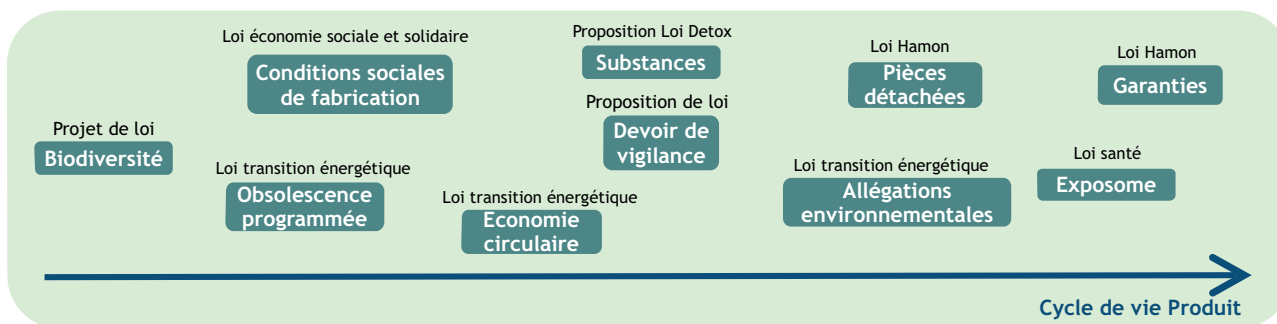 Projet de loi
Biodiversité
Loi économie sociale et solidaire
Conditions sociales
de fabrication
Loi transition énergétique
Obsolescence
programmée
Loi transition énergétique
Economie
circulaire
Proposition Loi Detox
Substances
Proposition de loi
Devoir de
vigilance
Loi Hamon
Pièces
détachées
Loi transition énergétique
Allégations
environnementales
Loi Hamon
Garanties
Loi santé
Exposome
Cycle de vie Produit